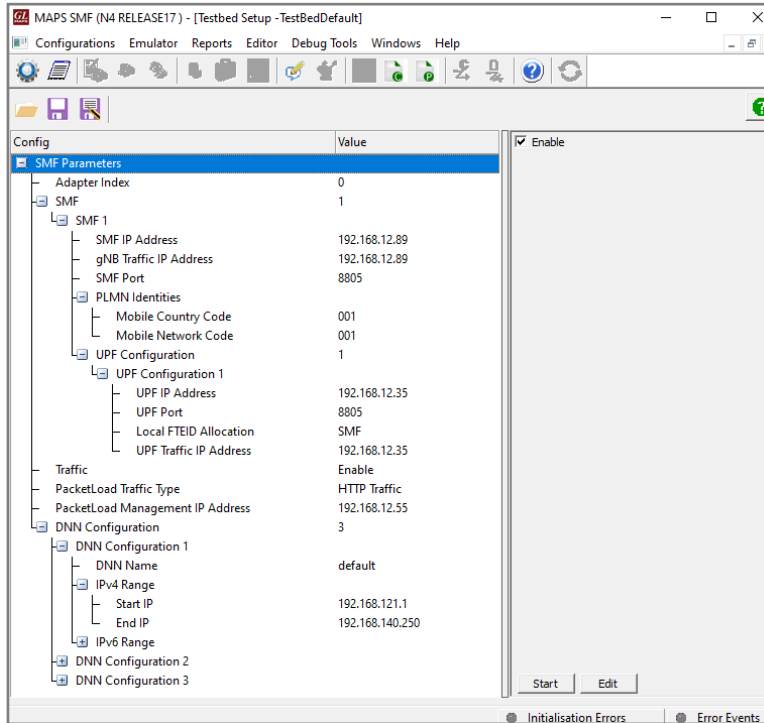 GL MAPS SMF (N4 RELEASE17 ) - [Testbed Setup -TestBedDefault]
Configurations Emulator Reports Editor Debug Tools Windows Help
Config Value
Enable
SMF Parameters
Adapter Index 0
SMF 1
SMF 1
SMF IP Address 192.168.12.89
gNB Traffic IP Address 192.168.12.89
SMF Port 8805
PLMN Identities
Mobile Country Code 001
Mobile Network Code 001
UPF Configuration 1
UPF Configuration 1
UPF IP Address 192.168.12.35
UPF Port 8805
Local FTEID Allocation SMF
UPF Traffic IP Address 192.168.12.35
Traffic Enable
PacketLoad Traffic Type HTTP Traffic
PacketLoad Management IP Address 192.168.12.55
DNN Configuration 3
DNN Configuration 1
DNN Name default
IPv4 Range
Start IP 192.168.121.1
End IP 192.168.140.250
IPv6 Range
DNN Configuration 2
DNN Configuration 3
Start Edit
Initialisation Errors Error Events